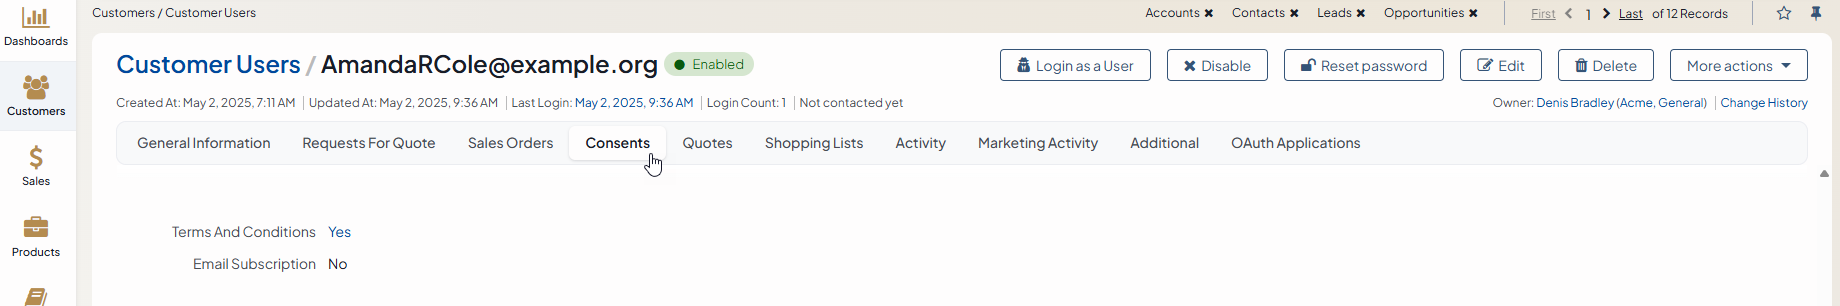 Dashboards
Customers
Sales
Products
Customers / Customer Users
Accounts ✖ Contacts ✖ Leads ✖ Opportunities ✖
First 1 Last of 12 Records
Customer Users / AmandaRCole@example.org Enabled
Login as a User Disable Reset password Edit Delete More actions
Created At: May 2, 2025, 7:11 AM Updated At: May 2, 2025, 9:36 AM Last Login: May 2, 2025, 9:36 AM Login Count: 1 Not contacted yet
Owner: Denis Bradley (Acme, General) Change History
General Information Requests For Quote Sales Orders Consents Quotes Shopping Lists Activity Marketing Activity Additional OAuth Applications
Terms And Conditions Yes
Email Subscription No